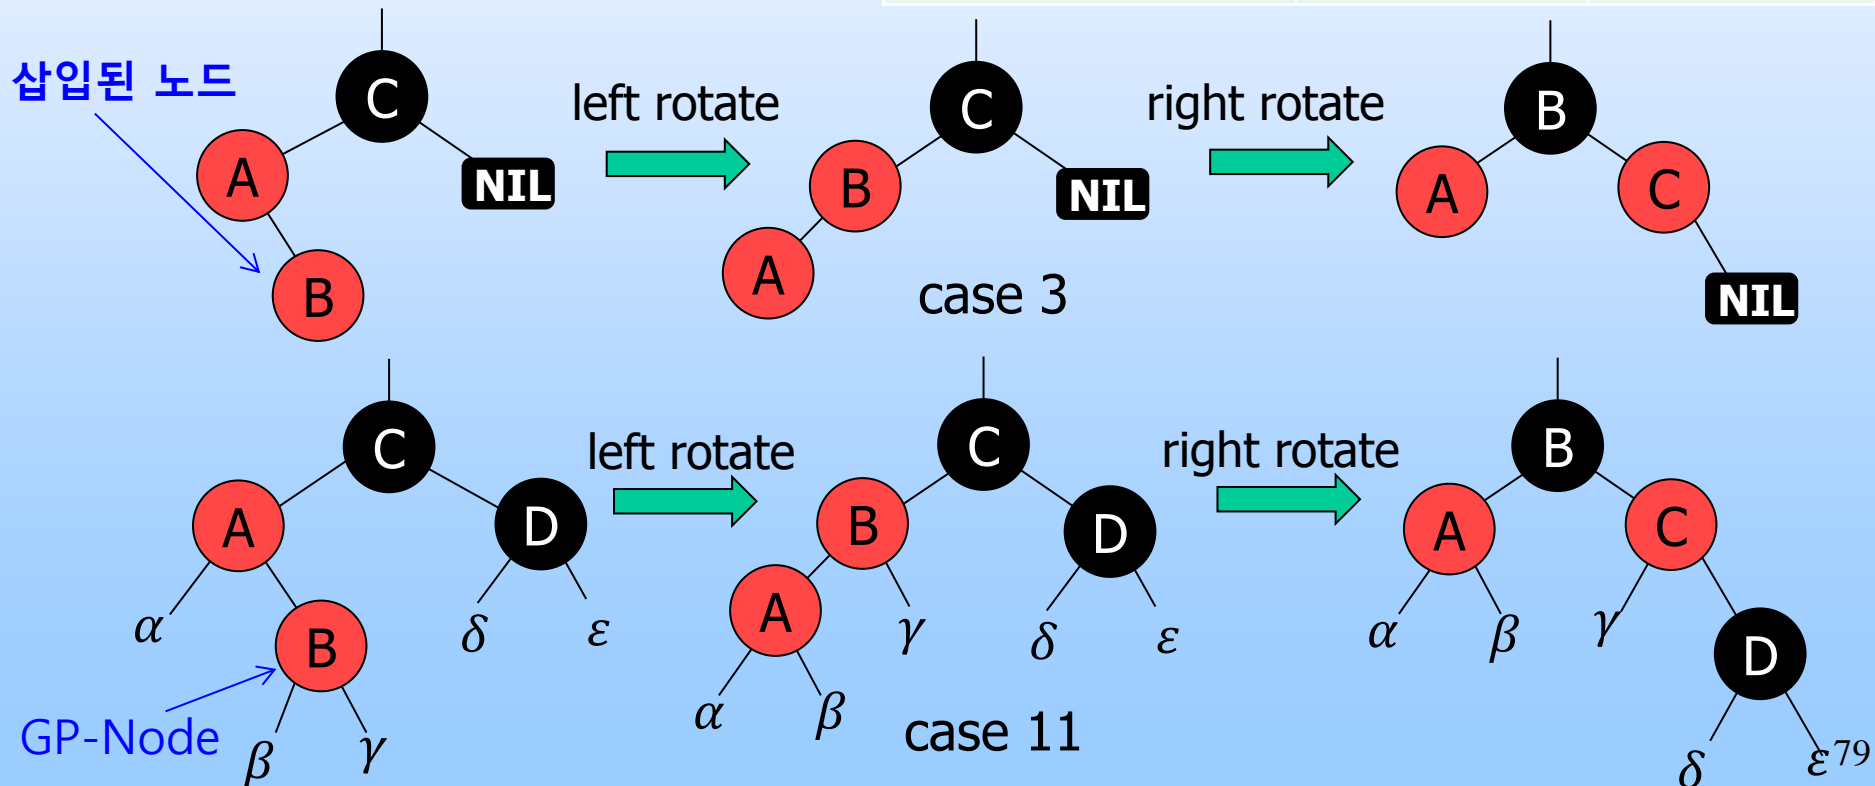 삽입된 노드
C
A
NIL
B
left rotate
C
B
NIL
A
case 3
right rotate
B
A
C
NIL
C
A
D
α
B
δ
ε
GP-Node
β
γ
left rotate
C
B
D
A
γ
δ
ε
α
β
case 11
right rotate
B
A
C
α
β
γ
D
δ
ε
79